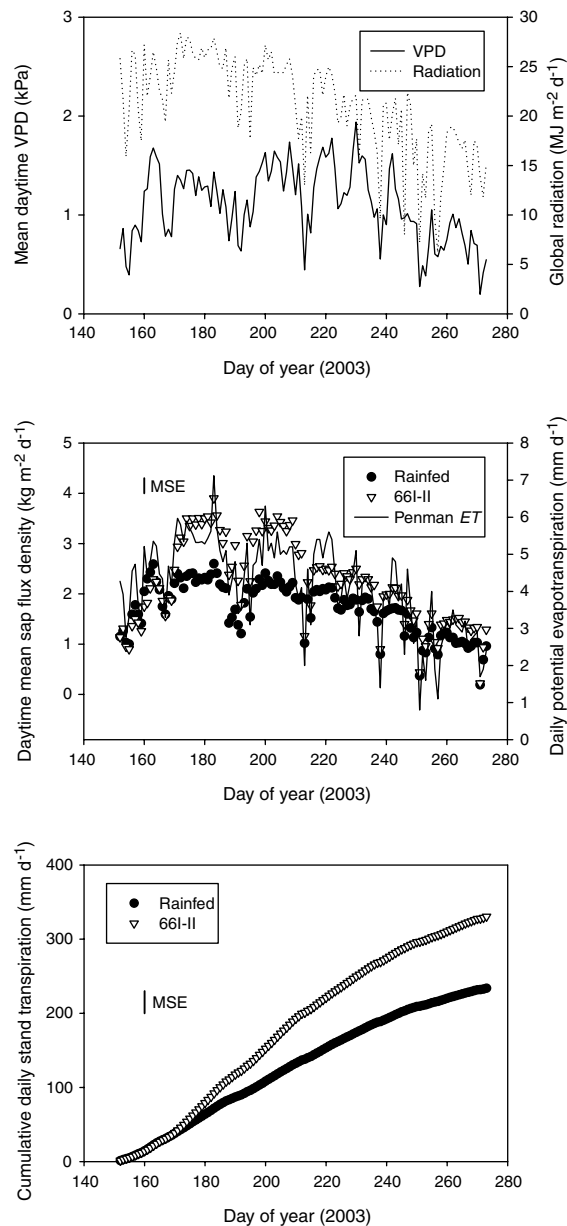 3
30
VPD
Radiation
25
2
20
15
1
10
5
0
0
140 160 180 200 220 240 260 280
Day of year (2003)
Mean daytime VPD (kPa)
Global radiation (MJ m-2 d-1)
5
8
MSE
Rainfed
66I-II
Penman ET
7
4
6
3
5
2
4
3
1
2
0
1
0
140 160 180 200 220 240 260 280
Day of year (2003)
Daytime mean sap flux density (kg m-2 d-1)
Daily potential evapotranspiration (mm d-1)
400
Rainfed
66I-II
300
MSE
200
100
0
140 160 180 200 220 240 260 280
Day of year (2003)
Cumulative daily stand transpiration (mm d-1)